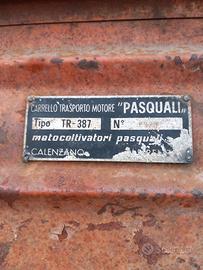 CARRELLO TRASPORTO MOTORE "PASQUALI"
Tipo TR-387 N°
motocoltivatori pasquali
CALENZANO